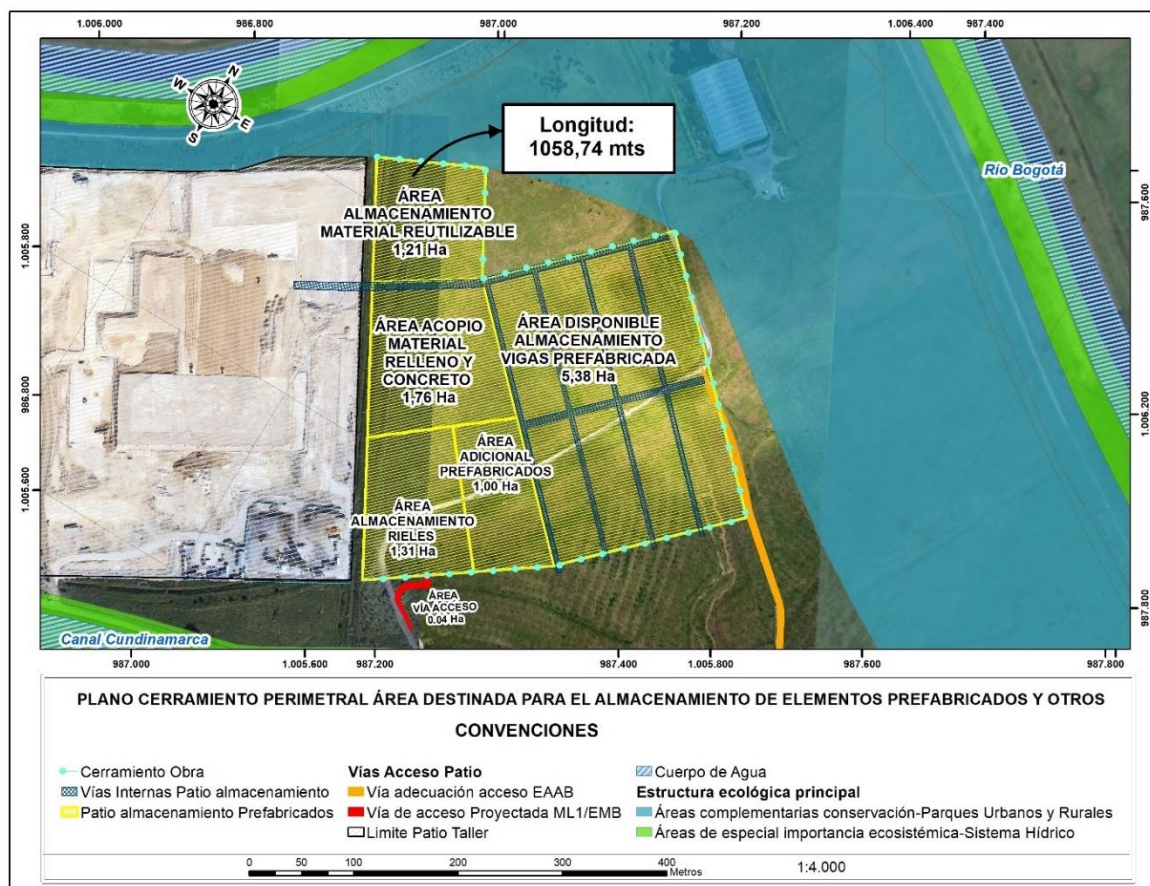 1.006.000
986.800
987.000
987.200
1.006.400
987.400
N
W
E
S
Longitud:
1058,74 mts
Río Bogotá
987.600
1.005.800
ÁREA
ALMACENAMIENTO
MATERIAL REUTILIZABLE
1,21 Ha
ÁREA ACOPIO
MATERIAL
RELLENO Y
CONCRETO
1,76 Ha
ÁREA DISPONIBLE
ALMACENAMIENTO
VIGAS PREFABRICADA
5,38 Ha
986.800
1.006.200
ÁREA
ADICIONAL
PREFABRICADOS
1,00 Ha
1.005.600
ÁREA
ALMACENAMIENTO
RIELES
1,31 Ha
ÁREA
VÍA ACCESO
0.04 Ha
987.800
Canal Cundinamarca
987.000
1.005.600
987.200
987.400
1.005.800
987.600
987.800
PLANO CERRAMIENTO PERIMETRAL ÁREA DESTINADA PARA EL ALMACENAMIENTO DE ELEMENTOS PREFABRICADOS Y OTROS
CONVENCIONES
Cerramiento Obra
Vías Internas Patio almacenamiento
Patio almacenamiento Prefabricados
Vías Acceso Patio
Vía adecuación acceso EAAB
Vía de acceso Proyectada ML1/EMB
Limite Patio Taller
Cuerpo de Agua
Estructura ecológica principal
Áreas complementarias conservación-Parques Urbanos y Rurales
Áreas de especial importancia ecosistémica-Sistema Hídrico
0 25 50 100 200 300 400
Metros
1:4.000